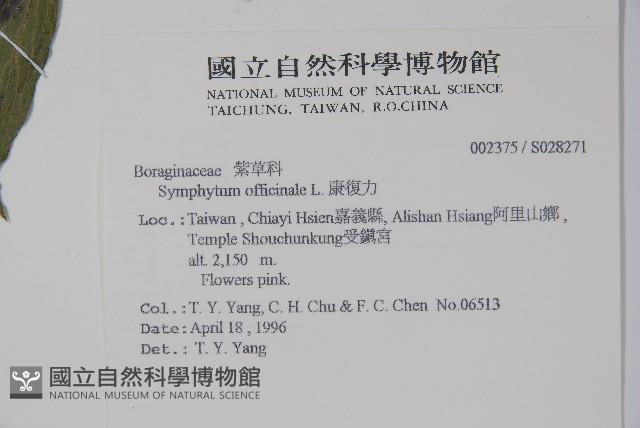 國立自然科學博物館
NATIONAL MUSEUM OF NATURAL SCIENCE
TAICHUNG, TAIWAN, R.O.CHINA
002375 / S028271
Boraginaceae 紫草科
Symphytum officinale L. 康復力
Loc.:Taiwan , Chiayi Hsien嘉義縣, Alishan Hsiang阿里山鄉 ,
Temple Shouchunkung受鎮宮
alt. 2,150 m.
Flowers pink.
Col.:T. Y. Yang, C. H. Chu & F. C. Chen No.06513
Date:April 18 , 1996
Det.: T. Y. Yang
國立自然科學博物館
NATIONAL MUSEUM OF NATURAL SCIENCE